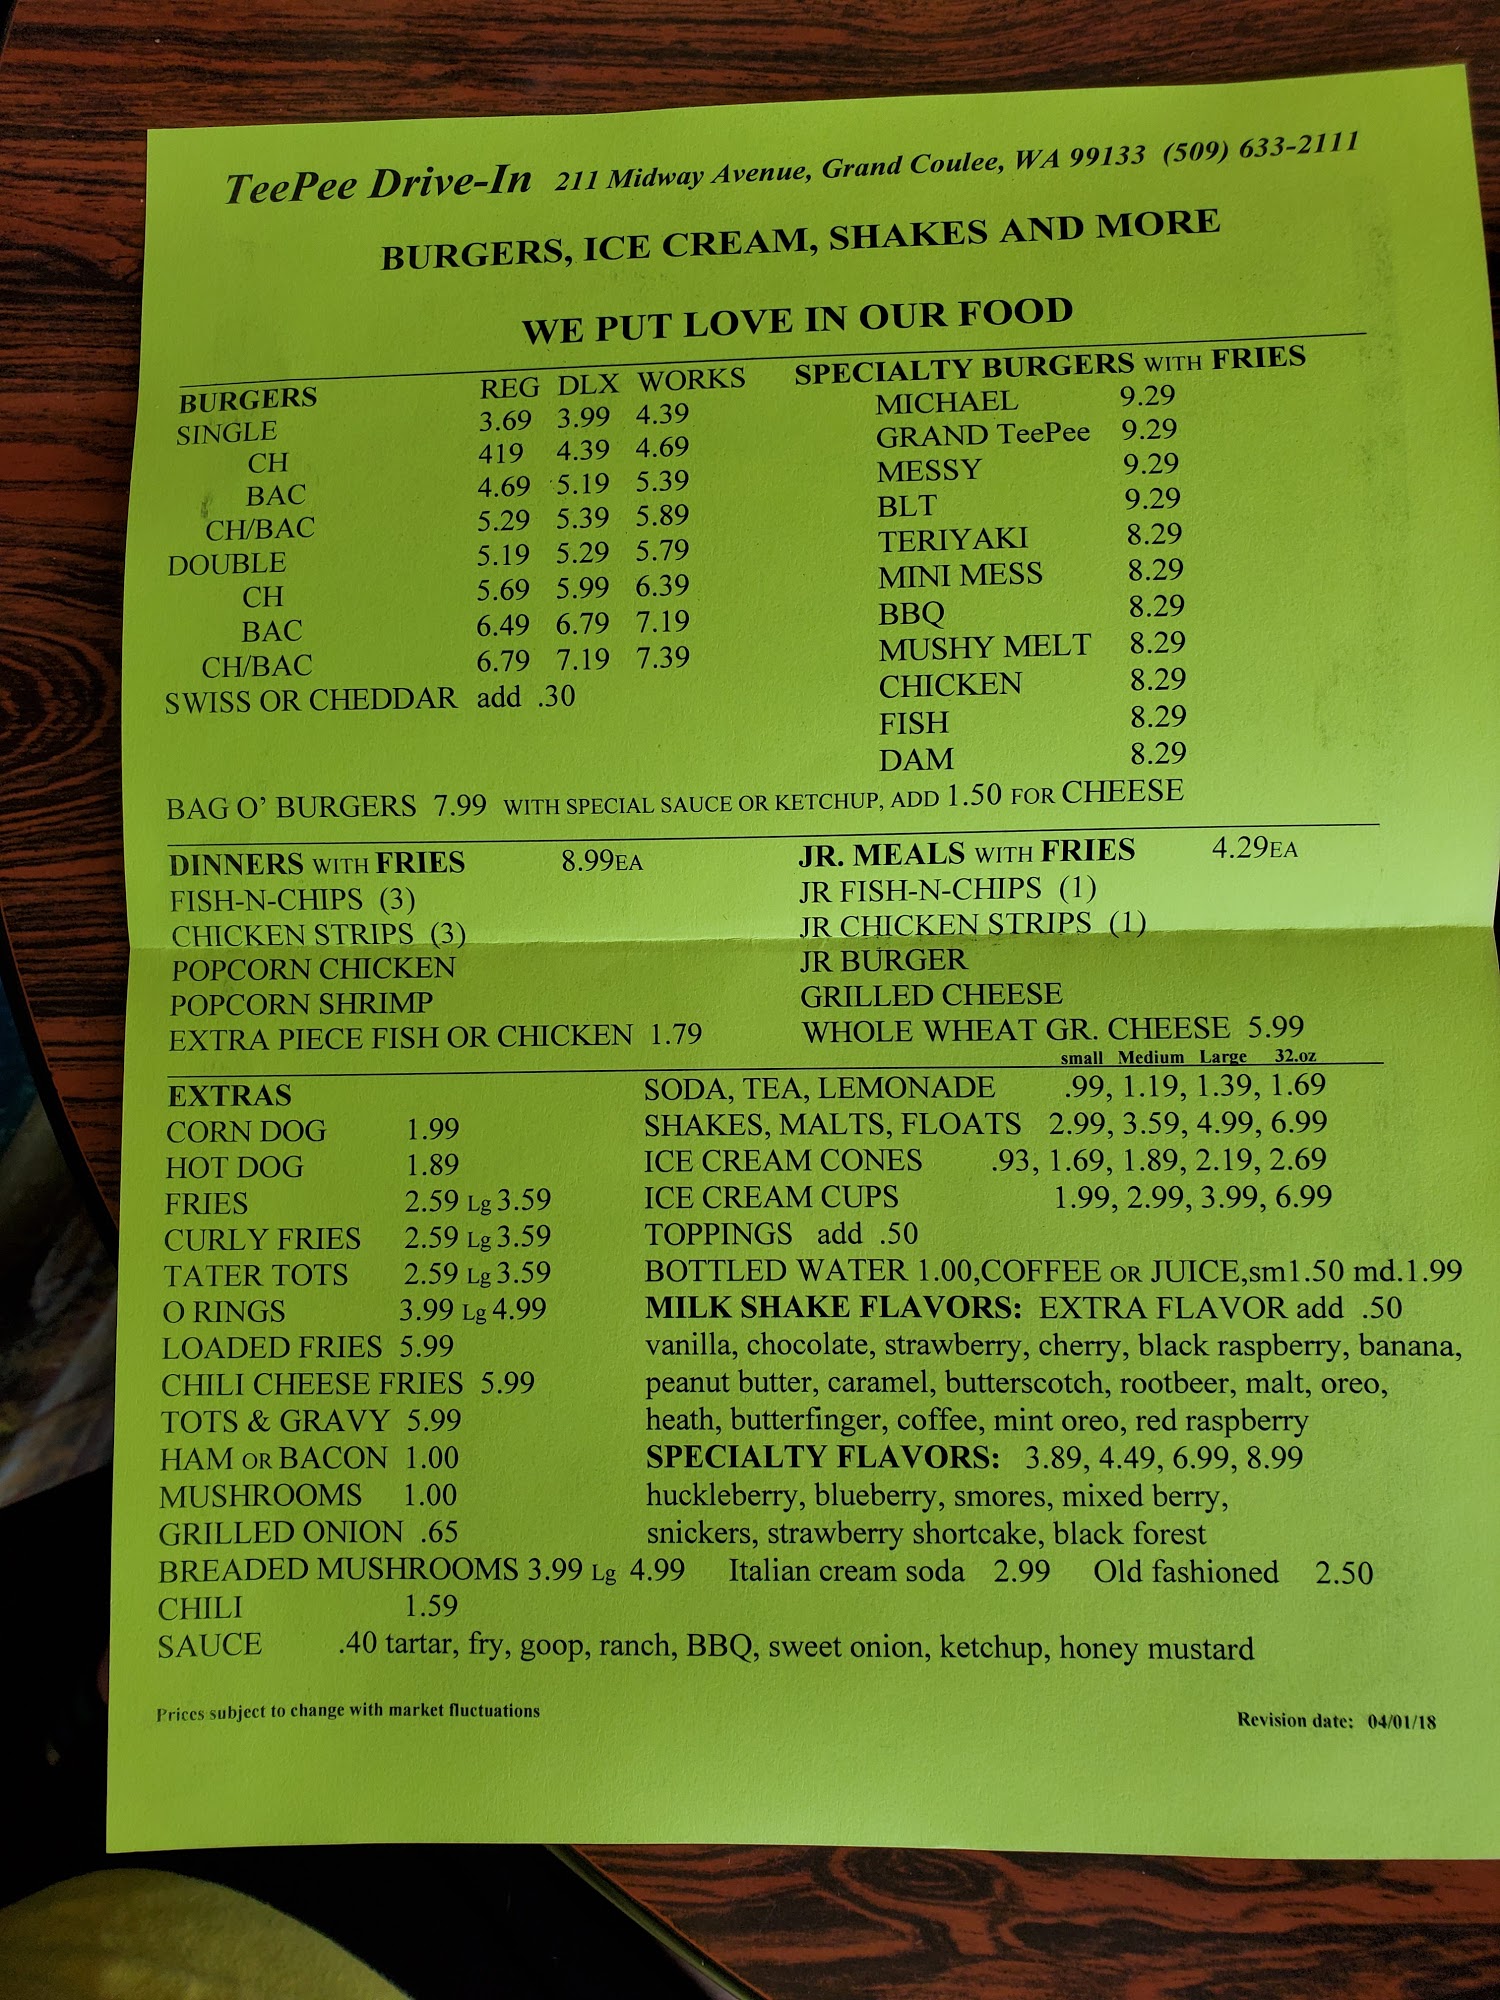 TeePee Drive-In 211 Midway Avenue, Grand Coulee, WA 99133 (509) 633-2111
BURGERS, ICE CREAM, SHAKES AND MORE
WE PUT LOVE IN OUR FOOD
BURGERS REG DLX WORKS
SINGLE 3.69 3.99 4.39
CH 419 4.39 4.69
BAC 4.69 5.19 5.39
CH/BAC 5.29 5.39 5.89
DOUBLE 5.19 5.29 5.79
CH 5.69 5.99 6.39
BAC 6.49 6.79 7.19
CH/BAC 6.79 7.19 7.39
SWISS OR CHEDDAR add .30
SPECIALTY BURGERS WITH FRIES
MICHAEL 9.29
GRAND TeePee 9.29
MESSY 9.29
BLT 9.29
TERIYAKI 8.29
MINI MESS 8.29
BBQ 8.29
MUSHY MELT 8.29
CHICKEN 8.29
FISH 8.29
DAM 8.29
BAG O' BURGERS 7.99 WITH SPECIAL SAUCE OR KETCHUP, ADD 1.50 FOR CHEESE
DINNERS WITH FRIES 8.99EA
FISH-N-CHIPS (3)
CHICKEN STRIPS (3)
POPCORN CHICKEN
POPCORN SHRIMP
EXTRA PIECE FISH OR CHICKEN 1.79
JR. MEALS WITH FRIES 4.29EA
JR FISH-N-CHIPS (1)
JR CHICKEN STRIPS (1)
JR BURGER
GRILLED CHEESE
WHOLE WHEAT GR. CHEESE 5.99
EXTRAS
CORN DOG 1.99
HOT DOG 1.89
FRIES 2.59 Lg 3.59
CURLY FRIES 2.59 Lg 3.59
TATER TOTS 2.59 Lg 3.59
O RINGS 3.99 Lg 4.99
LOADED FRIES 5.99
CHILI CHEESE FRIES 5.99
TOTS & GRAVY 5.99
HAM OR BACON 1.00
MUSHROOMS 1.00
GRILLED ONION .65
small Medium Large 32.oz
SODA, TEA, LEMONADE .99, 1.19, 1.39, 1.69
SHAKES, MALTS, FLOATS 2.99, 3.59, 4.99, 6.99
ICE CREAM CONES .93, 1.69, 1.89, 2.19, 2.69
ICE CREAM CUPS 1.99, 2.99, 3.99, 6.99
TOPPINGS add .50
BOTTLED WATER 1.00,COFFEE OR JUICE,sm1.50 md.1.99
MILK SHAKE FLAVORS: EXTRA FLAVOR add .50
vanilla, chocolate, strawberry, cherry, black raspberry, banana,
peanut butter, caramel, butterscotch, rootbeer, malt, oreo,
heath, butterfinger, coffee, mint oreo, red raspberry
SPECIALTY FLAVORS: 3.89, 4.49, 6.99, 8.99
huckleberry, blueberry, smores, mixed berry,
snickers, strawberry shortcake, black forest
BREADED MUSHROOMS 3.99 Lg 4.99 Italian cream soda 2.99 Old fashioned 2.50
CHILI 1.59
SAUCE .40 tartar, fry, goop, ranch, BBQ, sweet onion, ketchup, honey mustard
Prices subject to change with market fluctuations
Revision date: 04/01/18